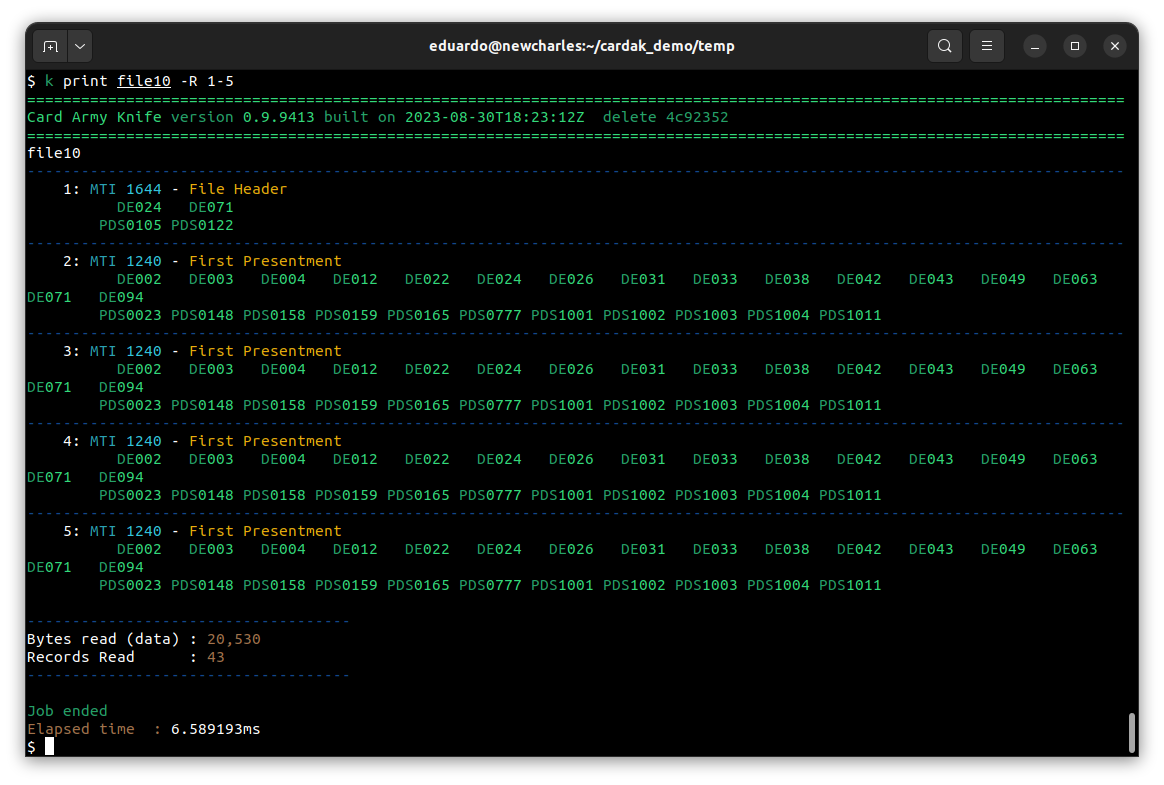 eduardo@newcharles:~/cardak_demo/temp
$ k print file10 -R 1-5
==========================================================================================================================
Card Army Knife version 0.9.9413 built on 2023-08-30T18:23:12Z  delete 4c92352
==========================================================================================================================
file10
--------------------------------------------------------------------------------------------------------------------------
    1: MTI 1644 - File Header
          DE024   DE071
        PDS0105 PDS0122
--------------------------------------------------------------------------------------------------------------------------
    2: MTI 1240 - First Presentment
          DE002   DE003   DE004   DE012   DE022   DE024   DE026   DE031   DE033   DE038   DE042   DE043   DE049   DE063
DE071   DE094
        PDS0023 PDS0148 PDS0158 PDS0159 PDS0165 PDS0777 PDS1001 PDS1002 PDS1003 PDS1004 PDS1011
--------------------------------------------------------------------------------------------------------------------------
    3: MTI 1240 - First Presentment
          DE002   DE003   DE004   DE012   DE022   DE024   DE026   DE031   DE033   DE038   DE042   DE043   DE049   DE063
DE071   DE094
        PDS0023 PDS0148 PDS0158 PDS0159 PDS0165 PDS0777 PDS1001 PDS1002 PDS1003 PDS1004 PDS1011
--------------------------------------------------------------------------------------------------------------------------
    4: MTI 1240 - First Presentment
          DE002   DE003   DE004   DE012   DE022   DE024   DE026   DE031   DE033   DE038   DE042   DE043   DE049   DE063
DE071   DE094
        PDS0023 PDS0148 PDS0158 PDS0159 PDS0165 PDS0777 PDS1001 PDS1002 PDS1003 PDS1004 PDS1011
--------------------------------------------------------------------------------------------------------------------------
    5: MTI 1240 - First Presentment
          DE002   DE003   DE004   DE012   DE022   DE024   DE026   DE031   DE033   DE038   DE042   DE043   DE049   DE063
DE071   DE094
        PDS0023 PDS0148 PDS0158 PDS0159 PDS0165 PDS0777 PDS1001 PDS1002 PDS1003 PDS1004 PDS1011
------------------------------------
Bytes read (data) : 20,530
Records Read      : 43
------------------------------------
Job ended
Elapsed time  : 6.589193ms
$